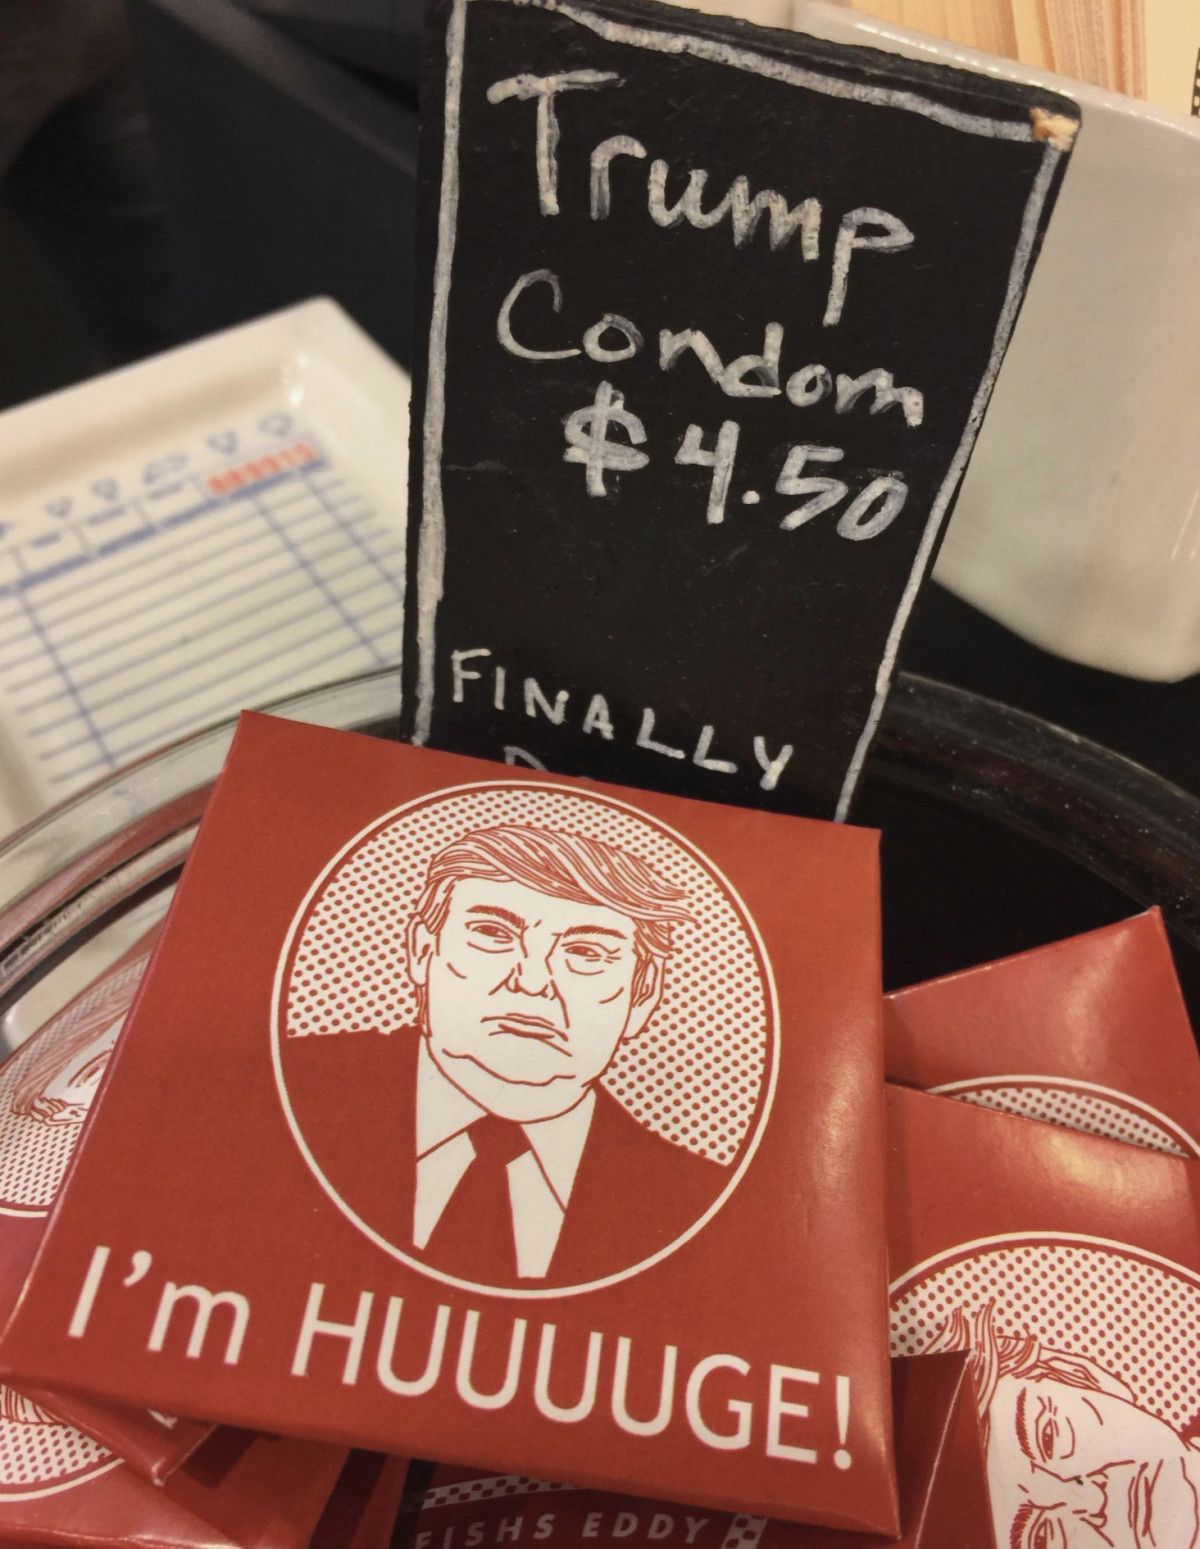 Trump
Condom
$4.50
FINALLY
I'm HUUUUGE!
FISHS EDDY